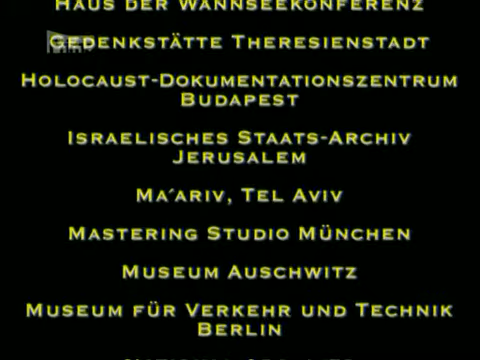 HAUS DER WANNSEEKONFERENZ
GEDENKSTÄTTE THERESIENSTADT
HOLOCAUST-DOKUMENTATIONSZENTRUM
BUDAPEST
ISRAELISCHES STAATS-ARCHIV
JERUSALEM
MA´ARIV, TEL AVIV
MASTERING STUDIO MÜNCHEN
MUSEUM AUSCHWITZ
MUSEUM FÜR VERKEHR UND TECHNIK
BERLIN